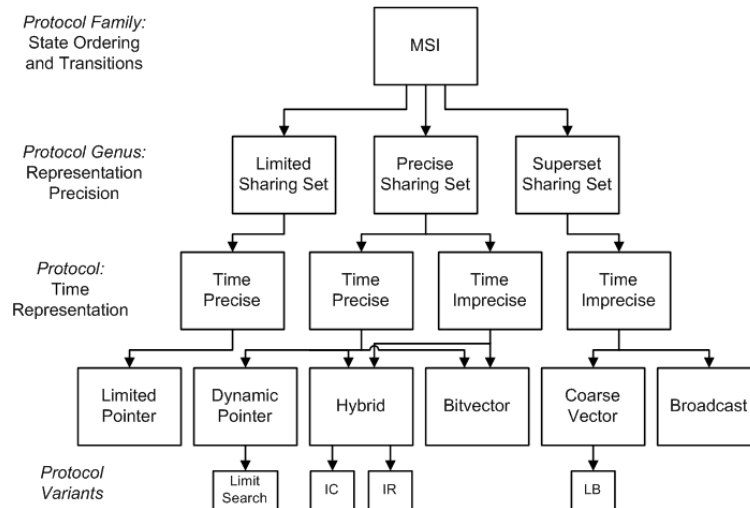 Protocol Family:
State Ordering
and Transitions
MSI
Protocol Genus:
Representation
Precision
Limited
Sharing Set
Precise
Sharing Set
Superset
Sharing Set
Protocol:
Time
Representation
Time
Precise
Time
Precise
Time
Imprecise
Time
Imprecise
Limited
Pointer
Dynamic
Pointer
Hybrid
Bitvector
Coarse
Vector
Broadcast
Protocol
Variants
Limit
Search
IC
IR
LB